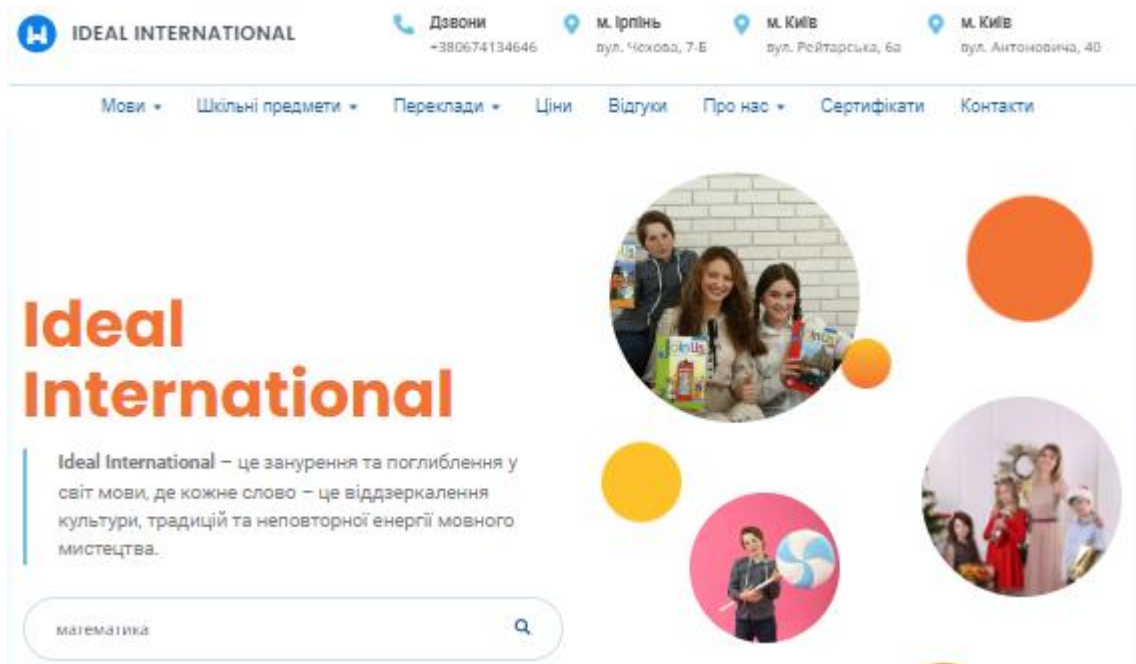 IDEAL INTERNATIONAL
Дзвони
+380674134646
м. Ірпінь
вул. Чехова, 7-Б
м. Київ
вул. Рейтарська, 6а
м. Київ
вул. Антоновича, 40
Мови Шкільні предмети Переклади Ціни Відгуки Про нас Сертифікати Контакти
Ideal
International
Ideal International – це занурення та поглиблення у
світ мови, де кожне слово – це віддзеркалення
культури, традицій та неповторної енергії мовного
мистецтва.
математика
Join Us